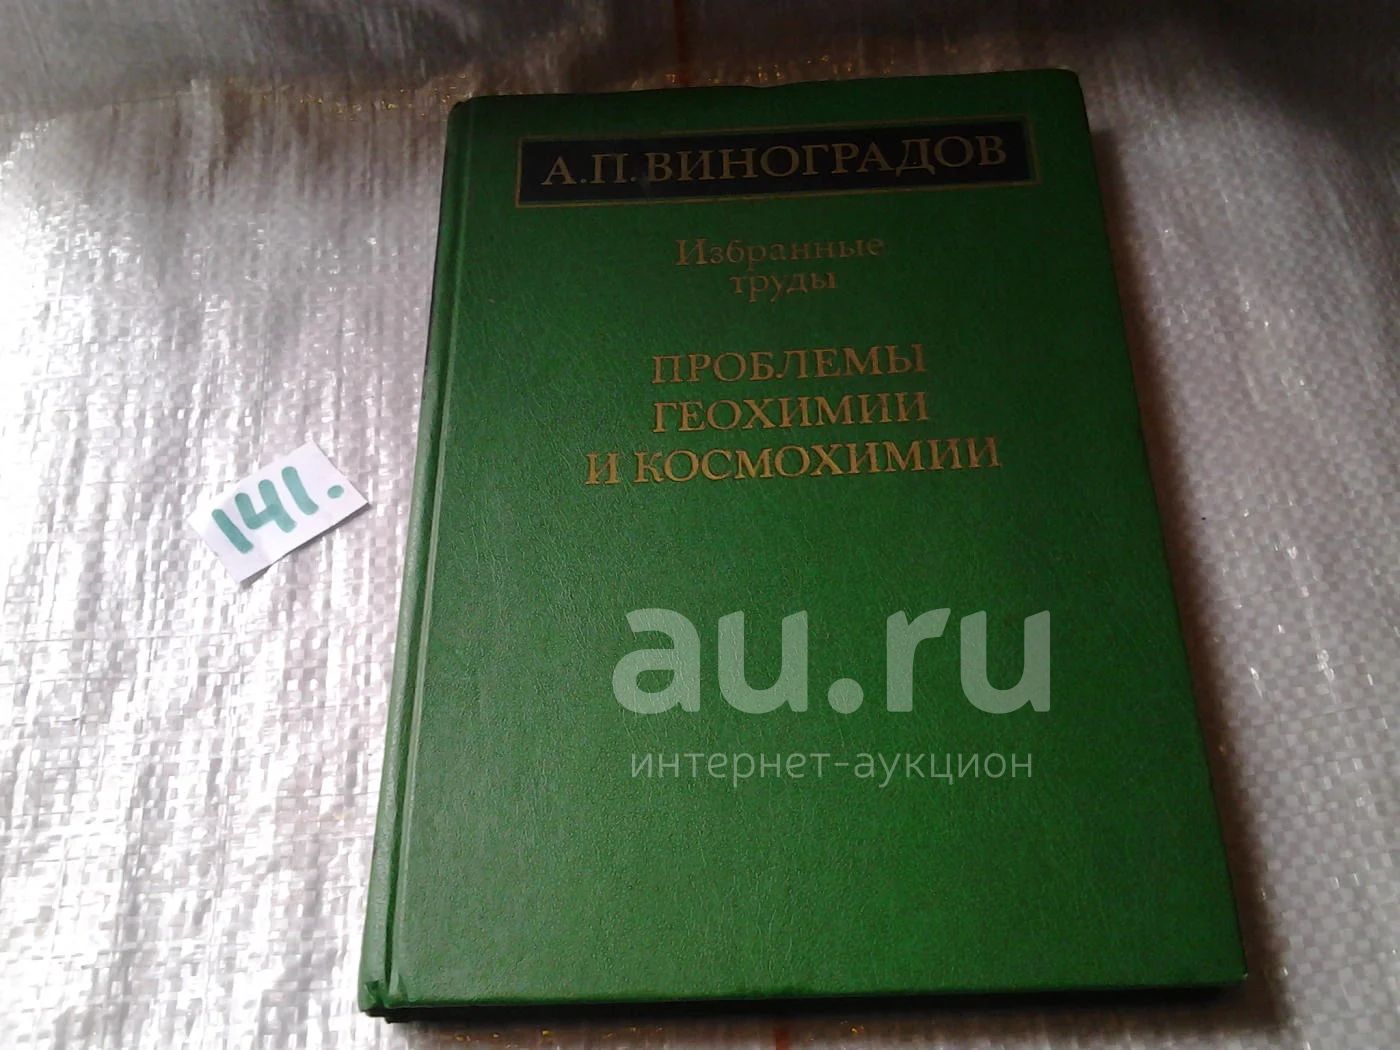 А.П.ВИНОГРАДОВ
Избранные
труды
ПРОБЛЕМЫ
ГЕОХИМИИ
И КОСМОХИМИИ
141.
au.ru
интернет-аукцион